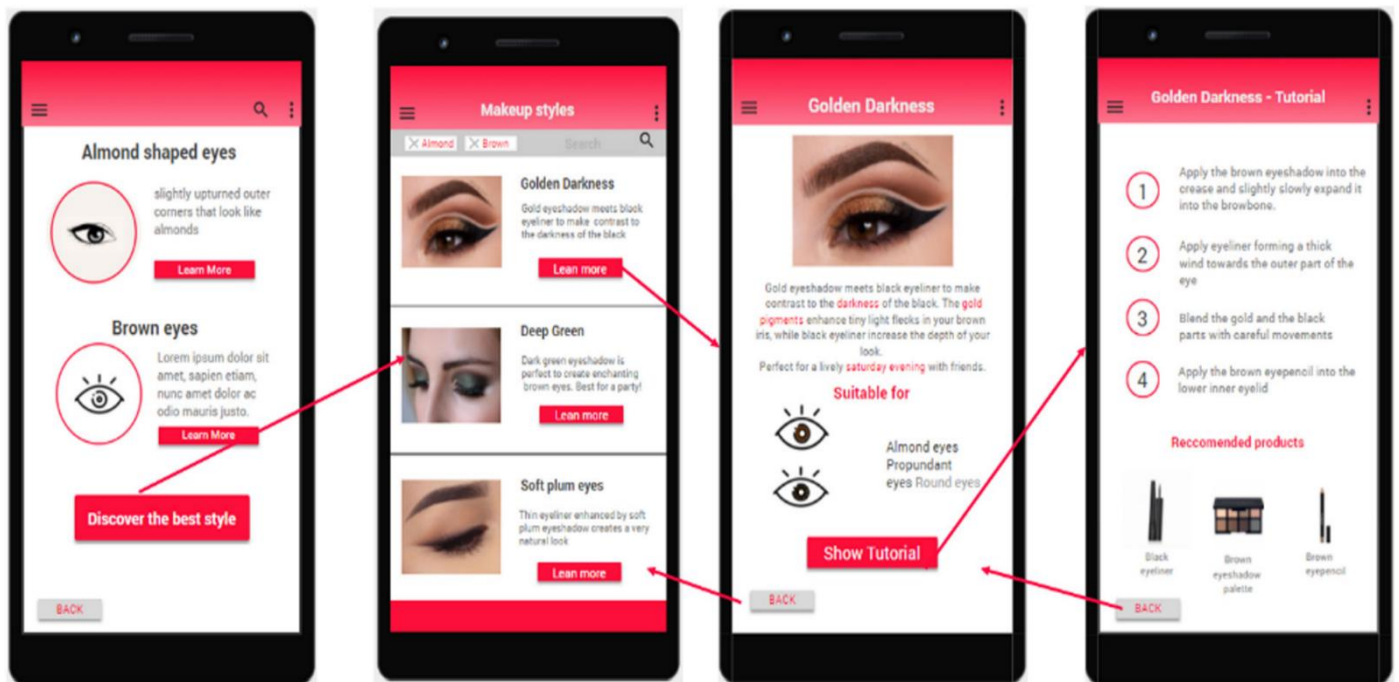 Almond shaped eyes
slightly upturned outer
corners that look like
almonds
Learn More
Brown eyes
Lorem ipsum dolor sit
amet, sapien etiam,
nunc amet dolor ac
odio mauris justo.
Learn More
Discover the best style
BACK
Makeup styles
Almond
Brown
Search
Golden Darkness
Gold eyeshadow meets black
eyeliner to make contrast to
the darkness of the black
Lean more
Deep Green
Dark green eyeshadow is
perfect to create enchanting
brown eyes. Best for a party!
Lean more
Soft plum eyes
Thin eyeliner enhanced by soft
plum eyeshadow creates a very
natural look
Lean more
Golden Darkness
Gold eyeshadow meets black eyeliner to make
contrast to the darkness of the black. The gold
pigments enhance tiny light flecks in your brown
iris, while black eyeliner increase the depth of your
look.
Perfect for a lively saturday evening with friends.
Suitable for
Almond eyes
Propundant
eyes Round eyes
Show Tutorial
BACK
Golden Darkness - Tutorial
1
Apply the brown eyeshadow into the
crease and slightly slowly expand it
into the browbone.
2
Apply eyeliner forming a thick
wind towards the outer part of the
eye
3
Blend the gold and the black
parts with careful movements
4
Apply the brown eyepencil into the
lower inner eyelid
Reccomended products
Black
eyeliner
Brown
eyeshadow
palette
Brown
eyepencil
BACK